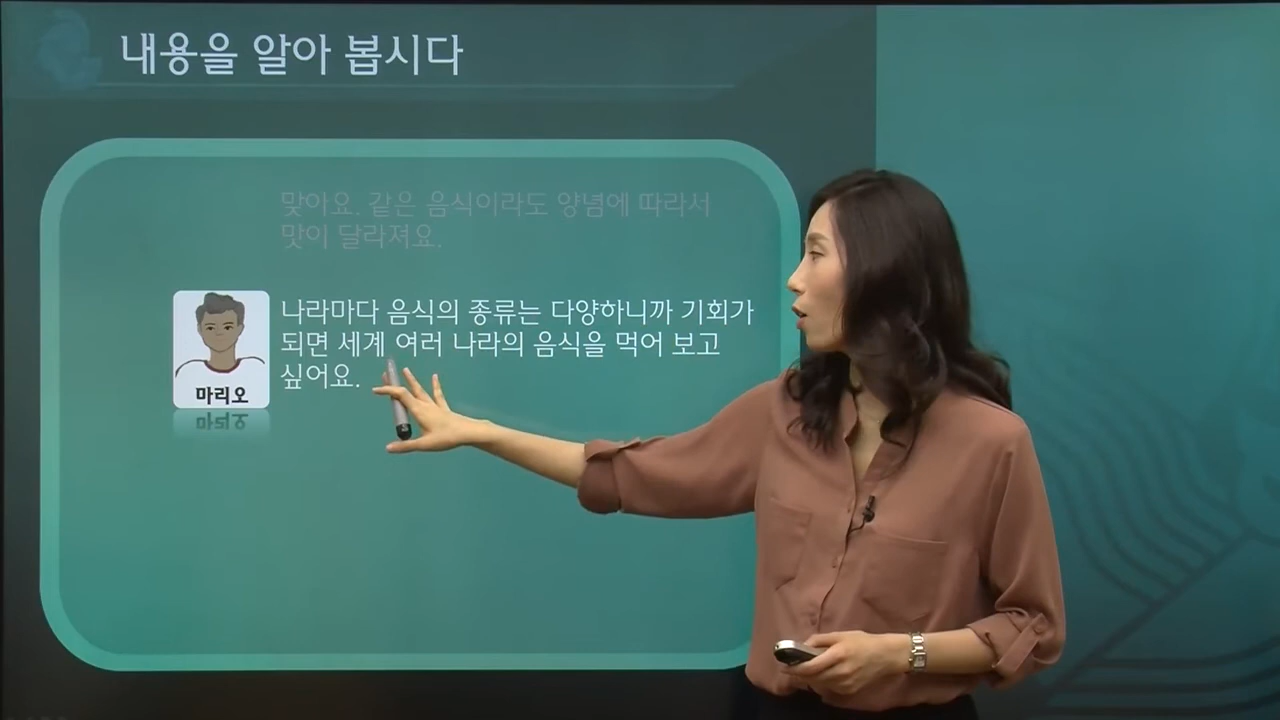 내용을 알아 봅시다
맞아요. 같은 음식이라도 양념에 따라서
맛이 달라져요.
나라마다 음식의 종류는 다양하니까 기회가
되면 세계 여러 나라의 음식을 먹어 보고
싶어요.
마리오